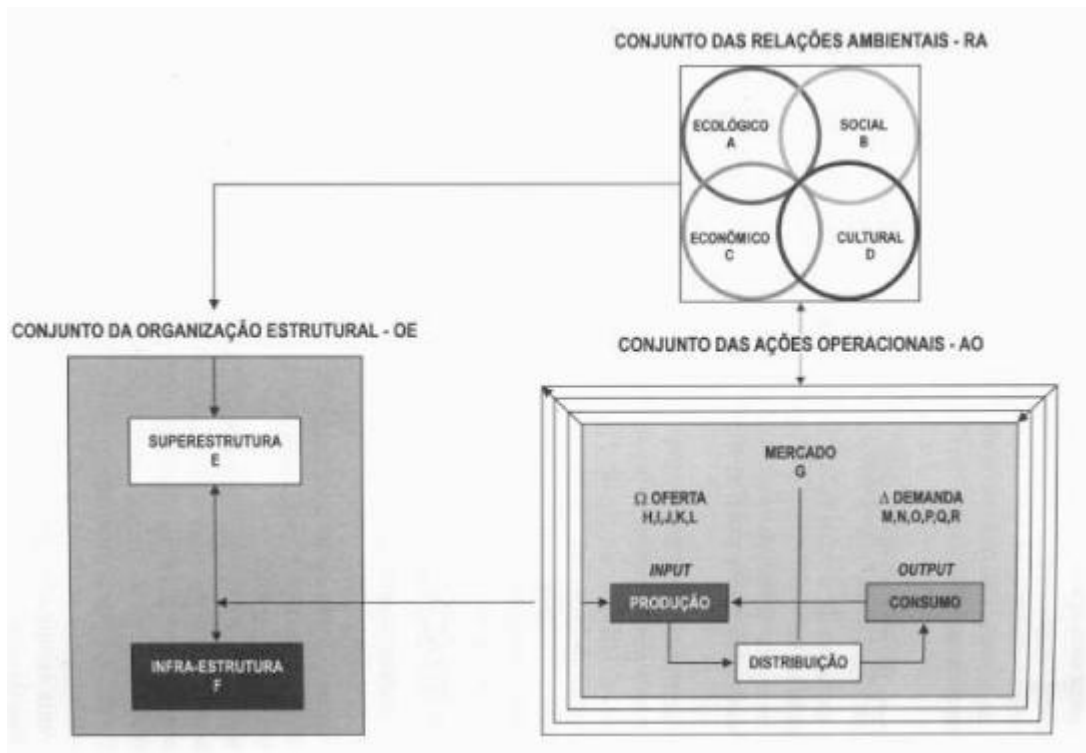 CONJUNTO DAS RELAÇÕES AMBIENTAIS - RA
ECOLÓGICO
A
SOCIAL
B
ECONÔMICO
C
CULTURAL
D
CONJUNTO DA ORGANIZAÇÃO ESTRUTURAL - OE
SUPERESTRUTURA
E
INFRA-ESTRUTURA
F
CONJUNTO DAS AÇÕES OPERACIONAIS - AO
MERCADO
G
Ω OFERTA
H,I,J,K,L
Δ DEMANDA
M,N,O,P,Q,R
INPUT
PRODUÇÃO
OUTPUT
CONSUMO
DISTRIBUIÇÃO